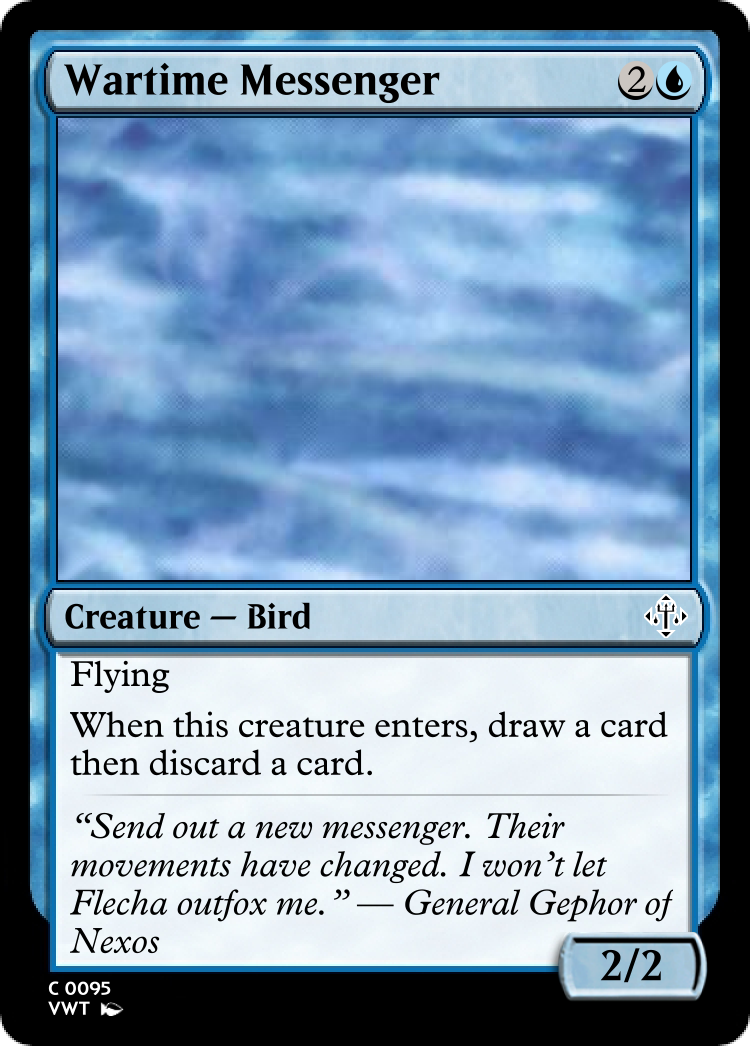 Wartime Messenger 2
Creature — Bird
Flying
When this creature enters, draw a card
then discard a card.
“Send out a new messenger. Their
movements have changed. I won’t let
Flecha outfox me.” — General Gephor of
Nexos
2/2
C 0095
VWT